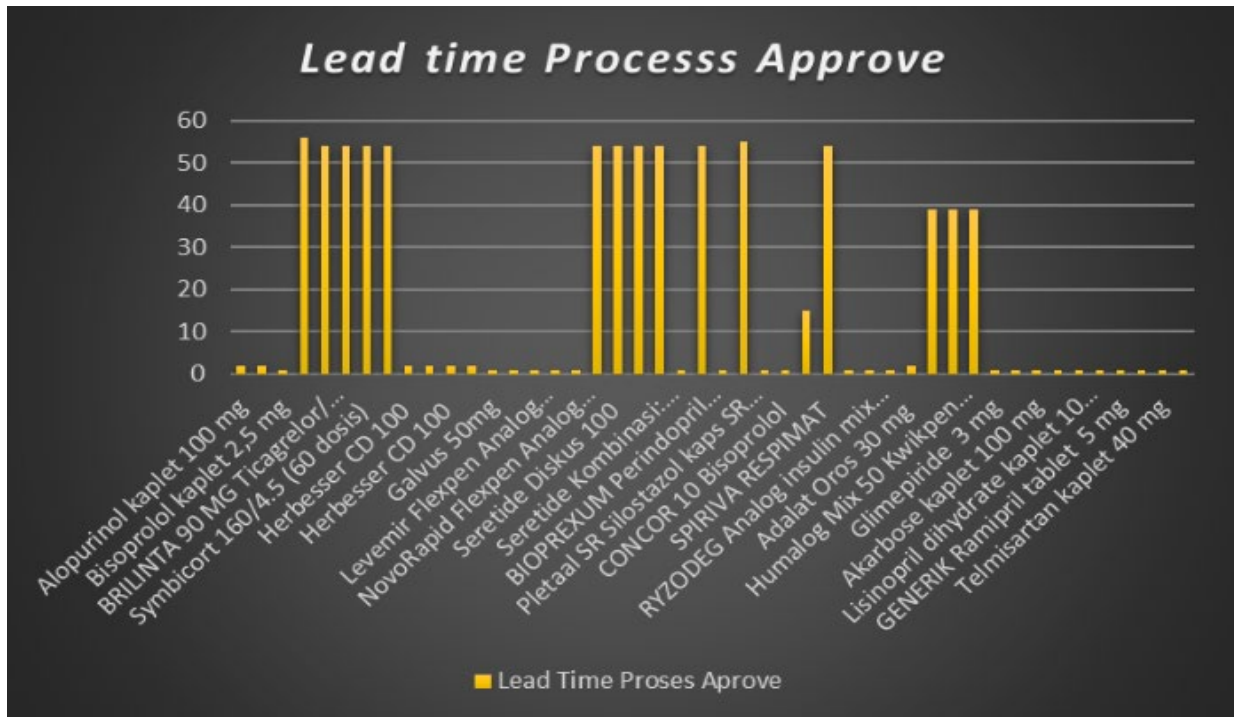 Lead time Processs Approve
60
50
40
30
20
10
0
Alopurinol kaplet 100 mg
Bisoprolol kaplet 2,5 mg
BRILINTA 90 MG Ticagrelor/...
Symbicort 160/4.5 (60 dosis)
Herbesser CD 100
Herbesser CD 100
Galvus 50mg
Levemir Flexpen Analog...
NovoRapid Flexpen Analog...
Seretide Diskus 100
Seretide Kombinasi:...
BIOPREXUM Perindopril...
Pletaal SR Silostazol kaps SR...
CONCOR 10 Bisoprolol
SPIRIVA RESPIMAT
RYZODEG Analog insulin mix...
Adalat Oros 30 mg
Humalog Mix 50 Kwikpen...
Glimepiride 3 mg
Akarbose kaplet 100 mg
Lisinopril dihydrate kaplet 10...
GENERIK Ramipril tablet 5 mg
Telmisartan kaplet 40 mg
Lead Time Proses Aprove